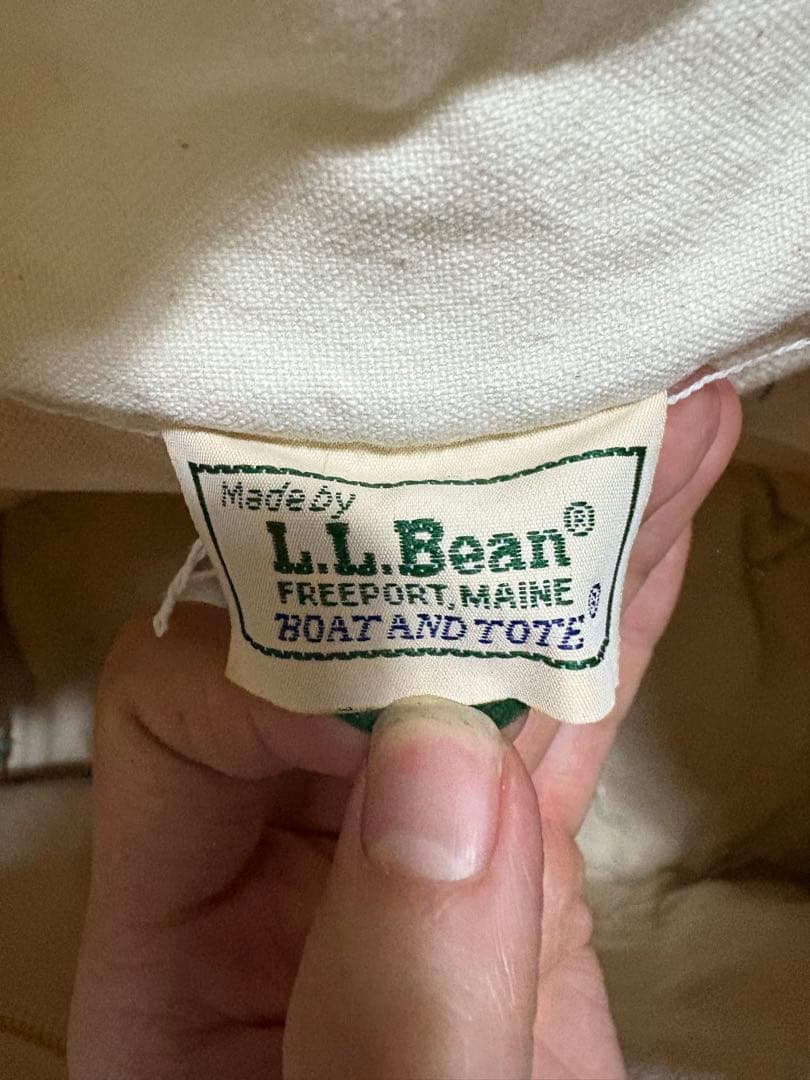 Made by
L.L.Bean®
FREEPORT, MAINE
BOAT AND TOTE®